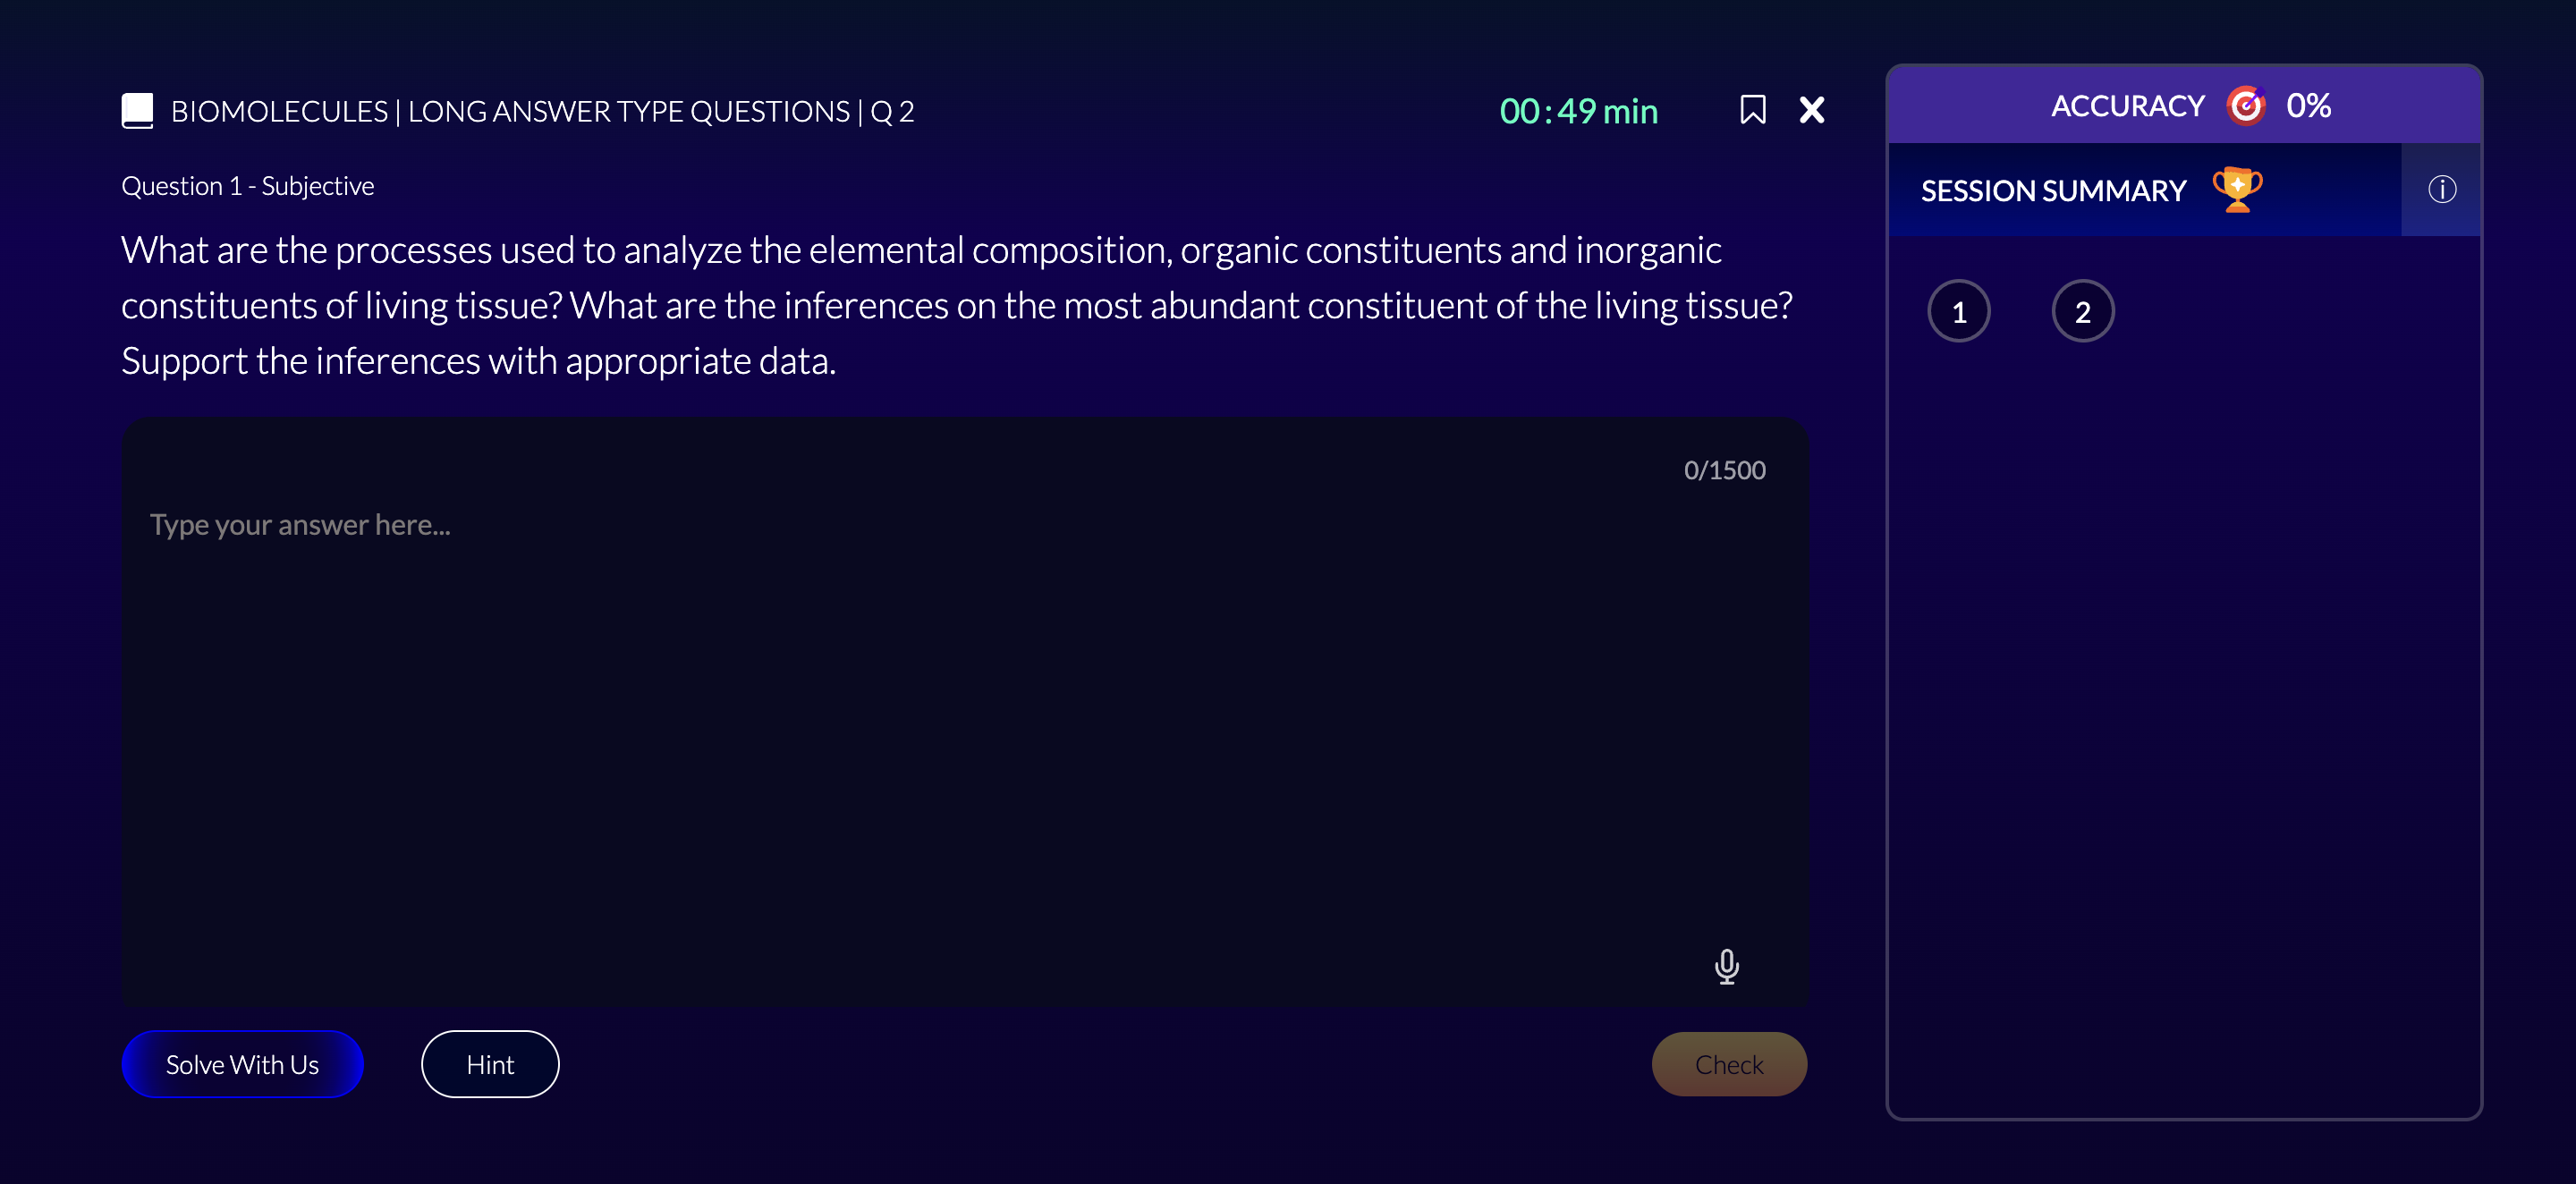 BIOMOLECULES | LONG ANSWER TYPE QUESTIONS | Q 2
00:49 min
Question 1 - Subjective
What are the processes used to analyze the elemental composition, organic constituents and inorganic
constituents of living tissue? What are the inferences on the most abundant constituent of the living tissue?
Support the inferences with appropriate data.
0/1500
Type your answer here...
Solve With Us
Hint
Check
ACCURACY 0%
SESSION SUMMARY
1 2